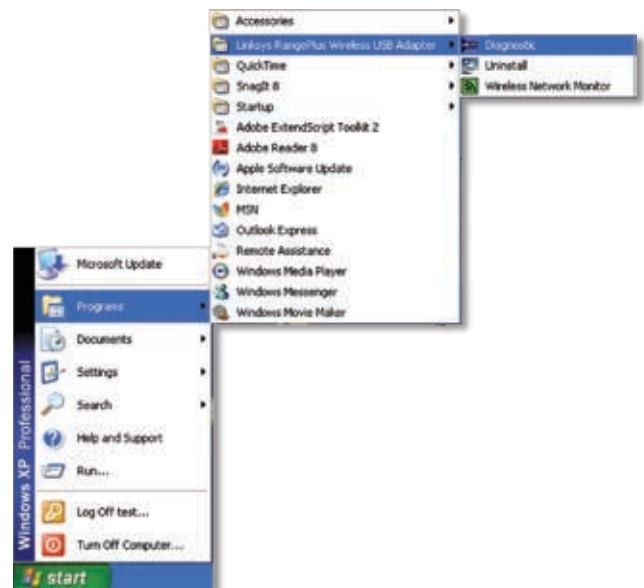 Accessories
Linksys RangePlus Wireless USB Adapter
QuickTime
SnagIt 8
Startup
Adobe ExtendScript Toolkit 2
Adobe Reader 8
Apple Software Update
Internet Explorer
MSN
Outlook Express
Remote Assistance
Windows Media Player
Windows Messenger
Windows Movie Maker
Diagnostic
Uninstall
Wireless Network Monitor
Microsoft Update
Programs
Documents
Settings
Search
Help and Support
Run...
Log Off test...
Turn Off Computer...
Windows XP Professional
start